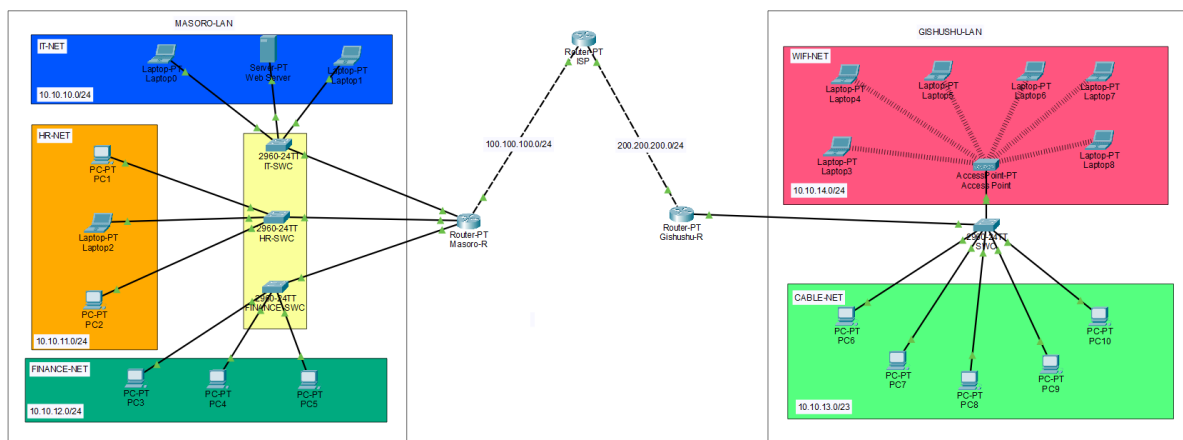 MASORO-LAN
IT-NET
Laptop-PT
Laptop0
Server-PT
Web Server
Laptop-PT
Laptop1
10.10.10.0/24
HR-NET
PC-PT
PC1
Laptop-PT
Laptop2
PC-PT
PC2
10.10.11.0/24
2960-24TT
IT-SWC
2960-24TT
HR-SWC
2960-24TT
FINANCE-SWC
FINANCE-NET
PC-PT
PC3
PC-PT
PC4
PC-PT
PC5
10.10.12.0/24
Router-PT
Masoro-R
100.100.100.0/24
Router-PT
ISP
200.200.200.0/24
Router-PT
Gishushu-R
GISHUSHU-LAN
WIFI-NET
Laptop-PT
Laptop4
Laptop-PT
Laptop5
Laptop-PT
Laptop6
Laptop-PT
Laptop7
Laptop-PT
Laptop3
Laptop-PT
Laptop8
AccessPoint-PT
Access Point
10.10.14.0/24
2960-24TT
SWC
CABLE-NET
PC-PT
PC6
PC-PT
PC7
PC-PT
PC8
PC-PT
PC9
PC-PT
PC10
10.10.13.0/23